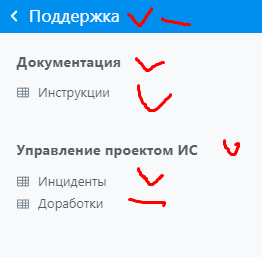 Поддержка
Документация
Инструкции
Управление проектом ИС
Инциденты
Доработки